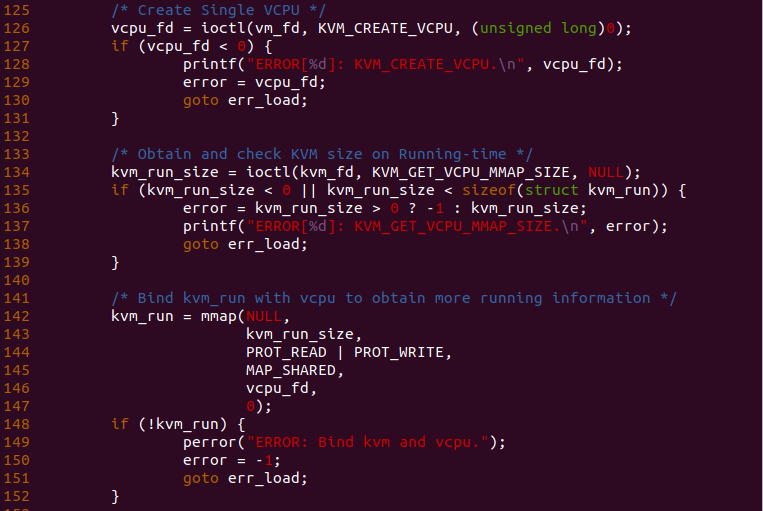 125 /* Create Single VCPU */
126 vcpu_fd = ioctl(vm_fd, KVM_CREATE_VCPU, (unsigned long)0);
127 if (vcpu_fd < 0) {
128 printf("ERROR[%d]: KVM_CREATE_VCPU.\n", vcpu_fd);
129 error = vcpu_fd;
130 goto err_load;
131 }
132
133 /* Obtain and check KVM size on Running-time */
134 kvm_run_size = ioctl(kvm_fd, KVM_GET_VCPU_MMAP_SIZE, NULL);
135 if (kvm_run_size < 0 || kvm_run_size < sizeof(struct kvm_run)) {
136 error = kvm_run_size > 0 ? -1 : kvm_run_size;
137 printf("ERROR[%d]: KVM_GET_VCPU_MMAP_SIZE.\n", error);
138 goto err_load;
139 }
140
141 /* Bind kvm_run with vcpu to obtain more running information */
142 kvm_run = mmap(NULL,
143 kvm_run_size,
144 PROT_READ | PROT_WRITE,
145 MAP_SHARED,
146 vcpu_fd,
147 0);
148 if (!kvm_run) {
149 perror("ERROR: Bind kvm and vcpu.");
150 error = -1;
151 goto err_load;
152 }